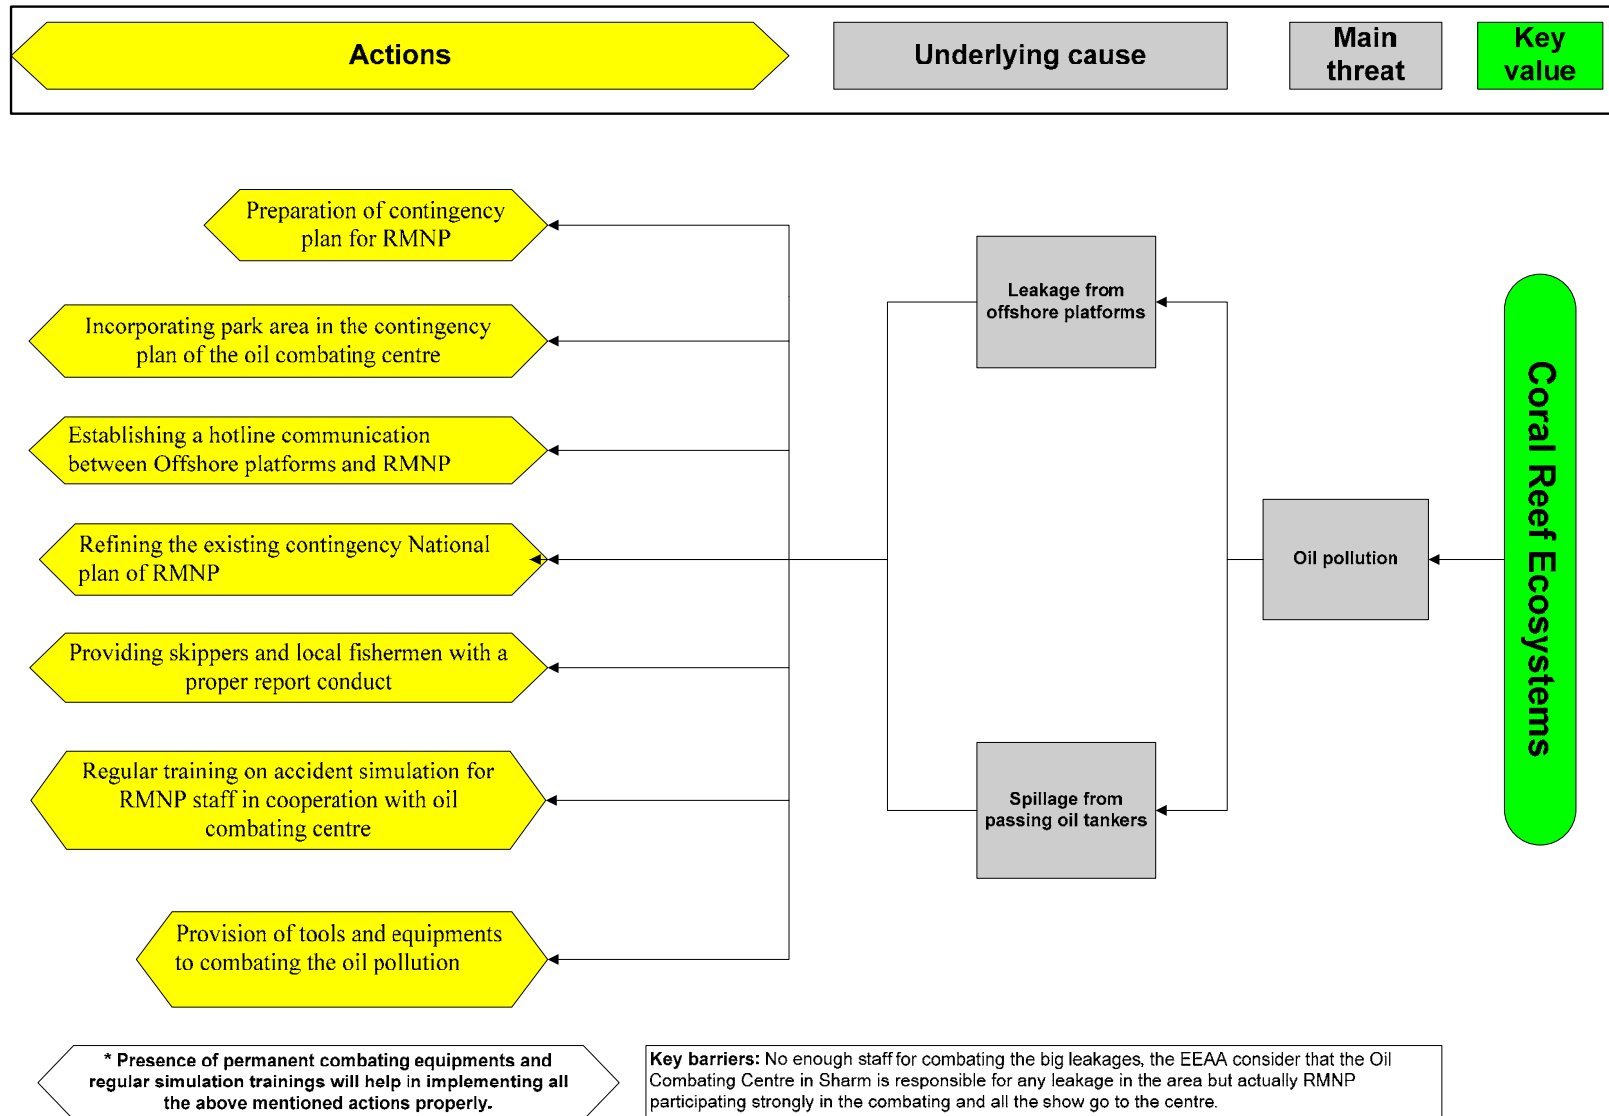 Actions
Underlying cause
Main
threat
Key
value
Preparation of contingency
plan for RMNP
Incorporating park area in the contingency
plan of the oil combating centre
Establishing a hotline communication
between Offshore platforms and RMNP
Refining the existing contingency National
plan of RMNP
Providing skippers and local fishermen with a
proper report conduct
Regular training on accident simulation for
RMNP staff in cooperation with oil
combating centre
Provision of tools and equipments
to combating the oil pollution
Leakage from
offshore platforms
Spillage from
passing oil tankers
Oil pollution
Coral Reef Ecosystems
* Presence of permanent combating equipments and
regular simulation trainings will help in implementing all
the above mentioned actions properly.
Key barriers: No enough staff for combating the big leakages, the EEAA consider that the Oil
Combating Centre in Sharm is responsible for any leakage in the area but actually RMNP
participating strongly in the combating and all the show go to the centre.